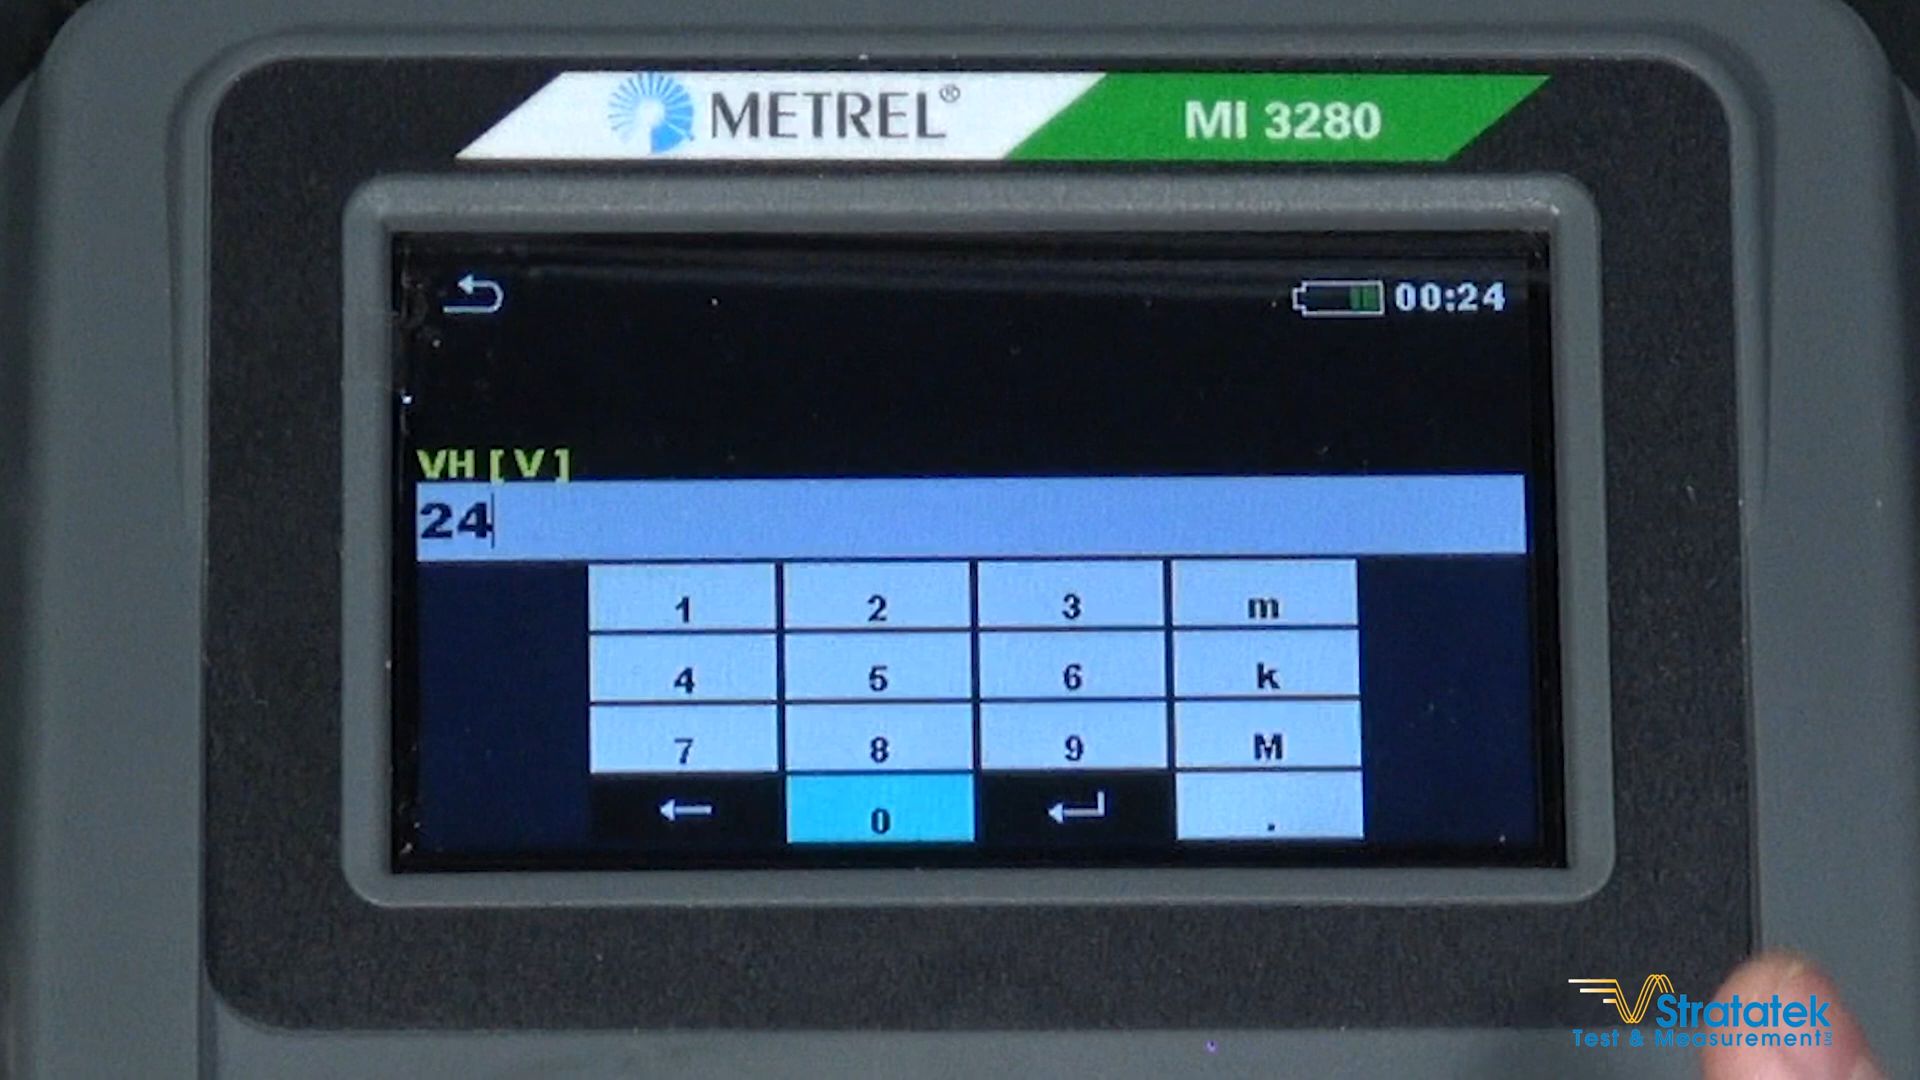 METREL® MI 3280
00:24
VH [ V ]
24
1 2 3 m
4 5 6 k
7 8 9 M
0 .
Stratatek
Test & Measurement